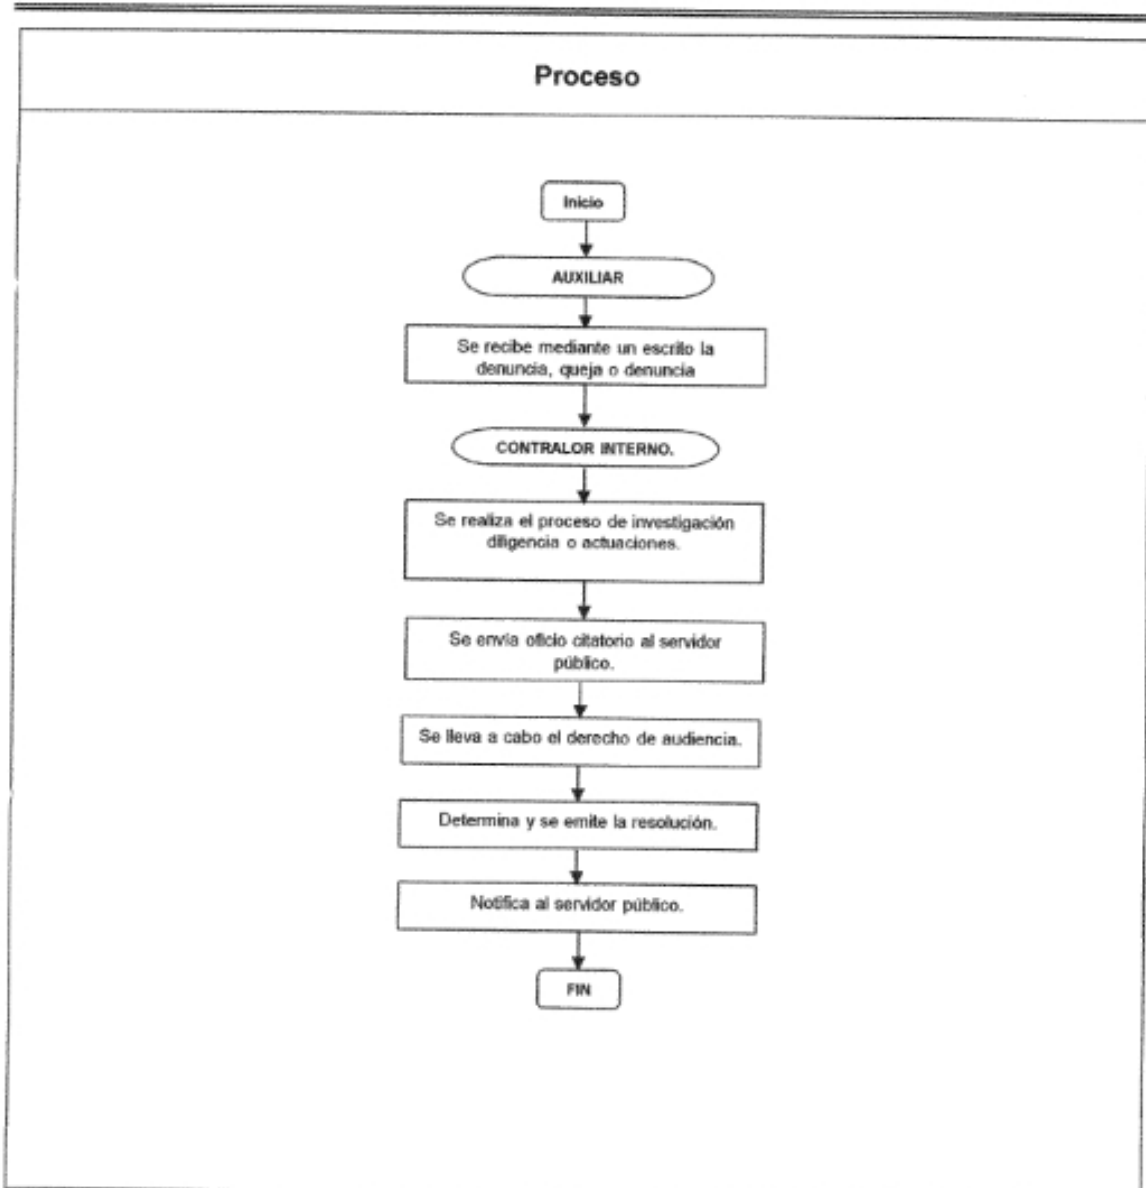 Proceso
Inicio
AUXILIAR
Se recibe mediante un escrito la
denuncia, queja o denuncia
CONTRALOR INTERNO.
Se realiza el proceso de investigación
diligencia o actuaciones.
Se envía oficio citatorio al servidor
público.
Se lleva a cabo el derecho de audiencia.
Determina y se emite la resolución.
Notifica al servidor público.
FIN